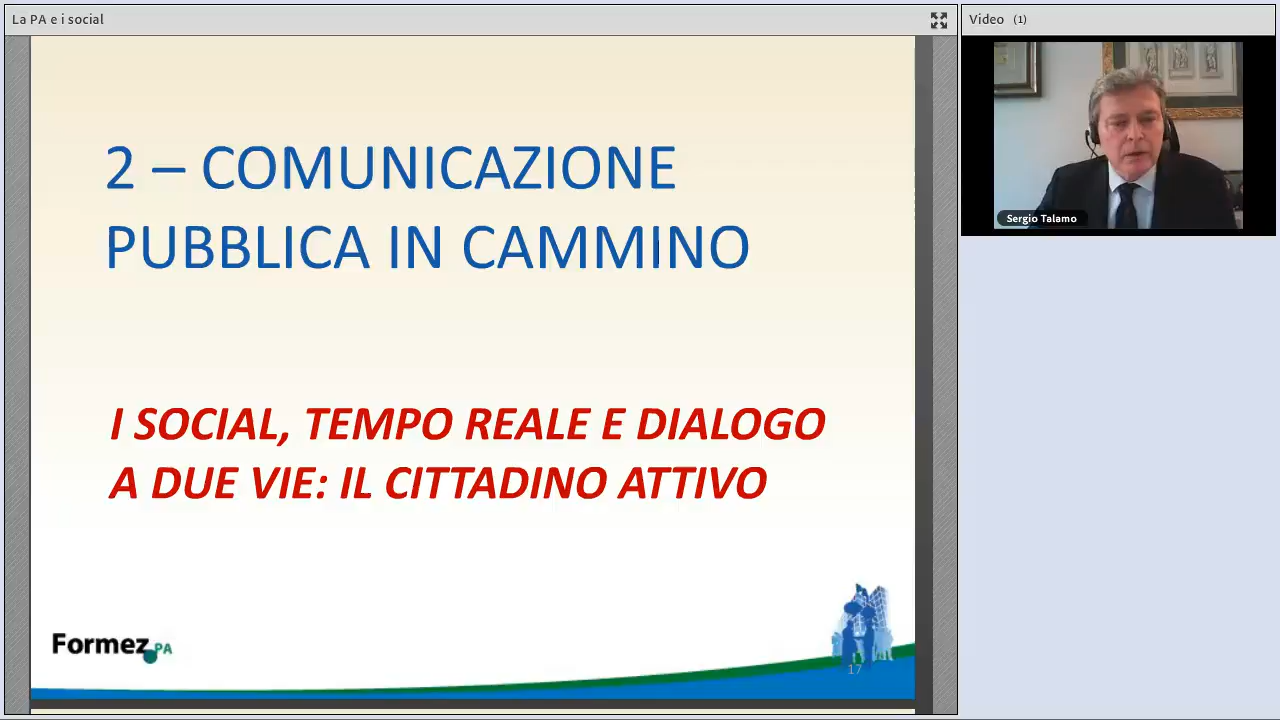 La PA e i social
Video (1)
2 – COMUNICAZIONE
PUBBLICA IN CAMMINO
I SOCIAL, TEMPO REALE E DIALOGO
A DUE VIE: IL CITTADINO ATTIVO
Formez PA
17
Sergio Talamo